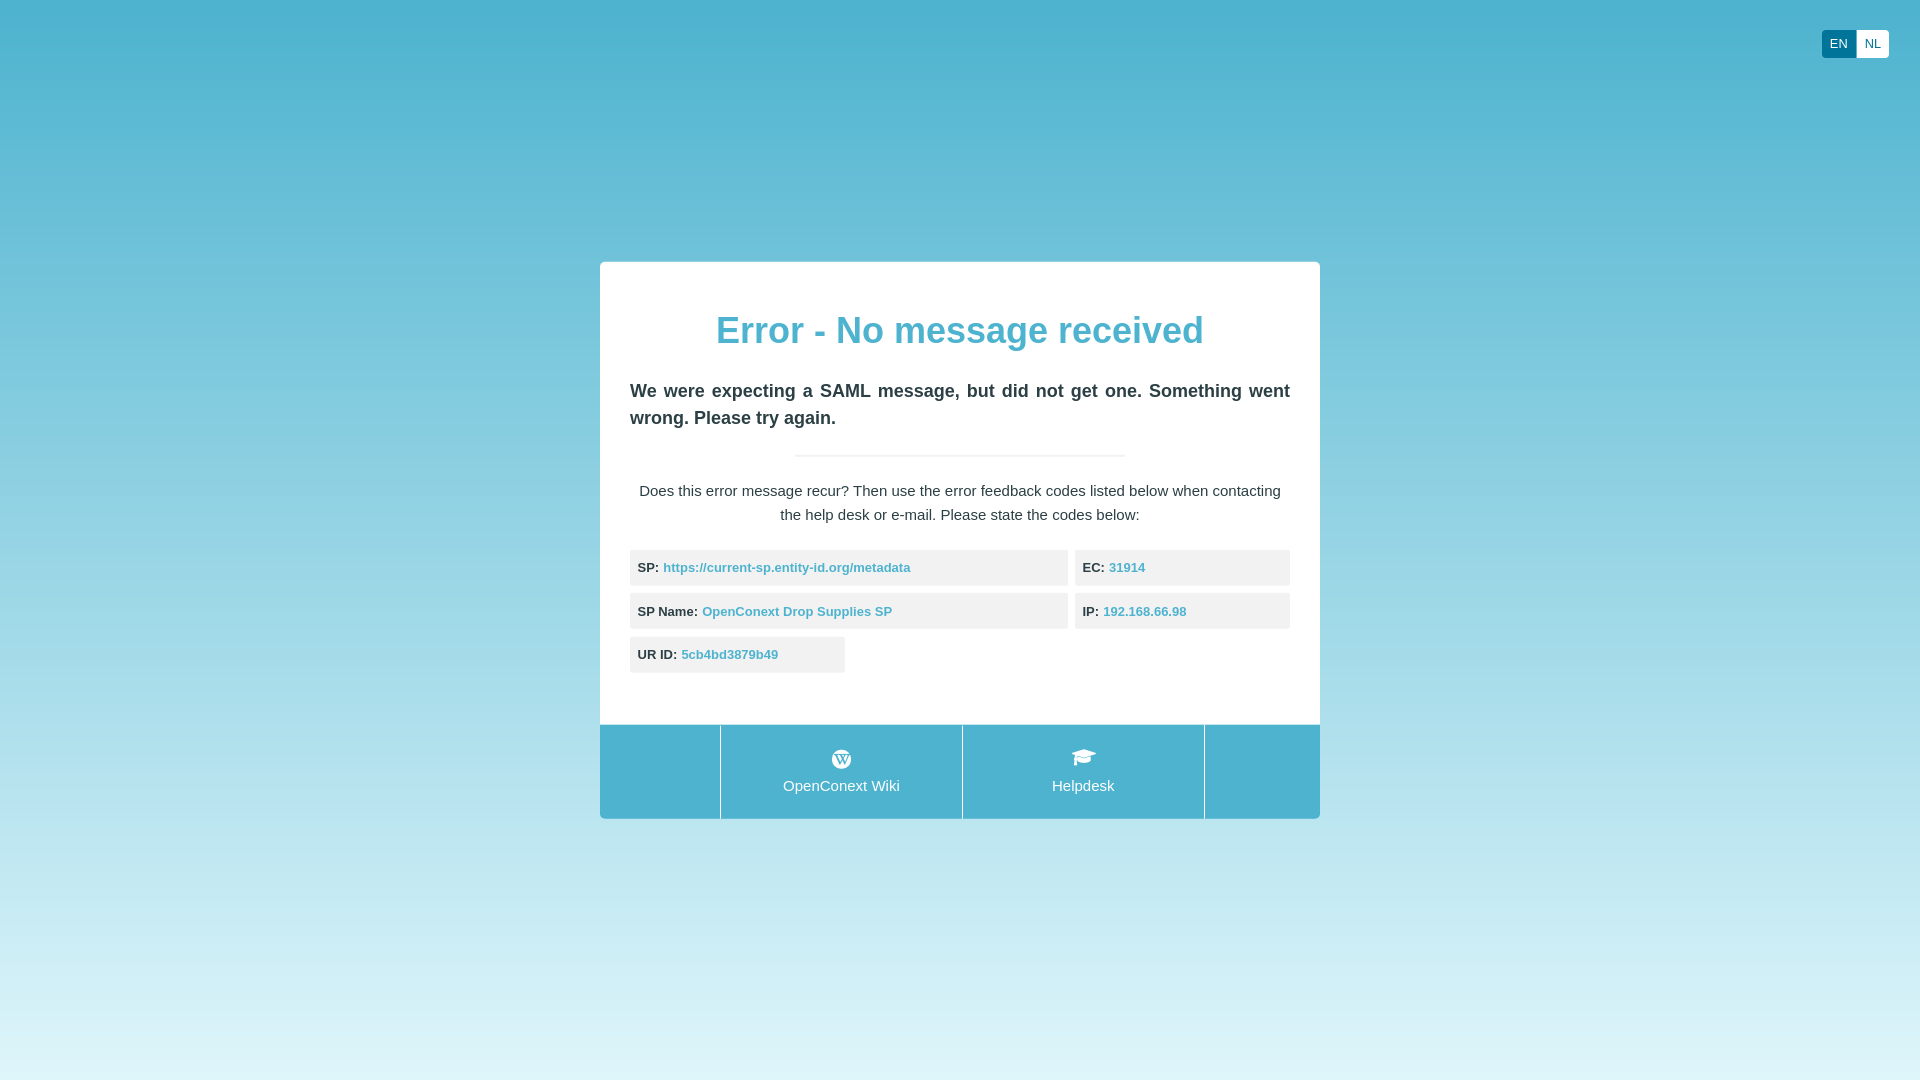 EN NL
Error - No message received
We were expecting a SAML message, but did not get one. Something went
wrong. Please try again.
Does this error message recur? Then use the error feedback codes listed below when contacting
the help desk or e-mail. Please state the codes below:
SP: https://current-sp.entity-id.org/metadata EC: 31914
SP Name: OpenConext Drop Supplies SP IP: 192.168.66.98
UR ID: 5cb4bd3879b49
OpenConext Wiki Helpdesk